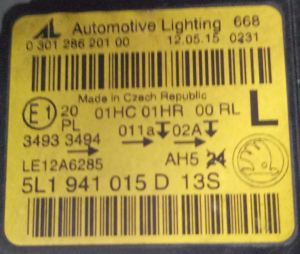 AL Automotive Lighting 668
0 301 286 201 00 12.05.15 0231
Made in Czech Republic
E1 20 01HC 01HR 00 RL L
PL 011a 02A
3493 3494
LE12A6285 AH5
5L1 941 015 D 13S